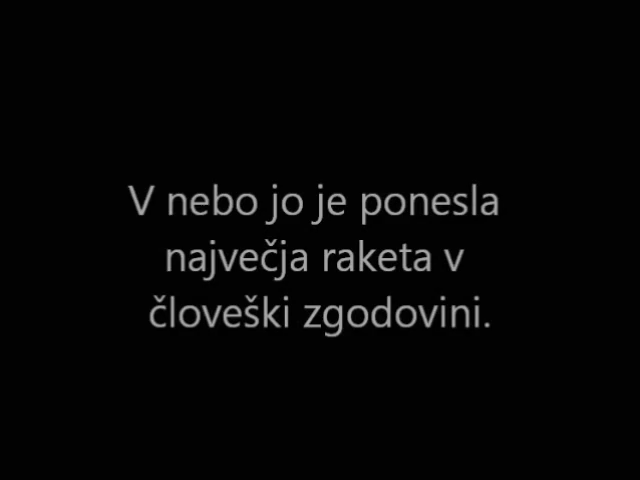 V nebo jo je ponesla
največja raketa v
človeški zgodovini.